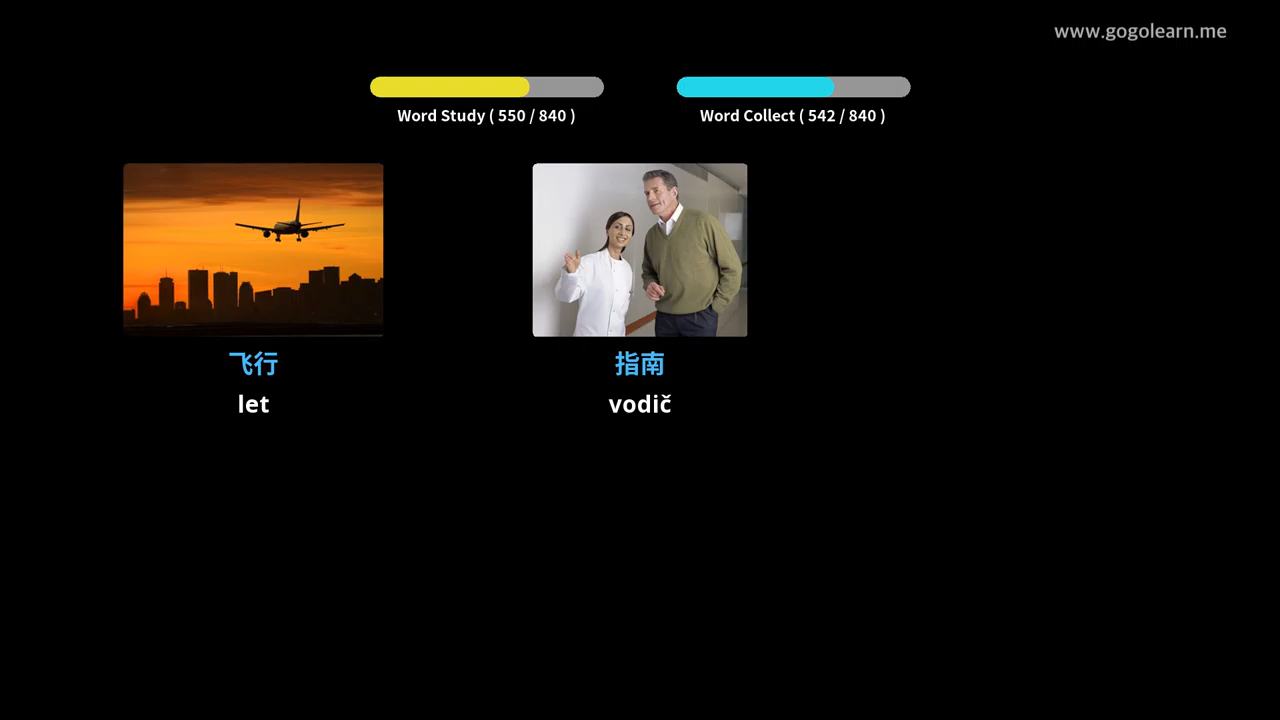 www.gogolearn.me
Word Study ( 550 / 840 )
Word Collect ( 542 / 840 )
飞行
let
指南
vodič